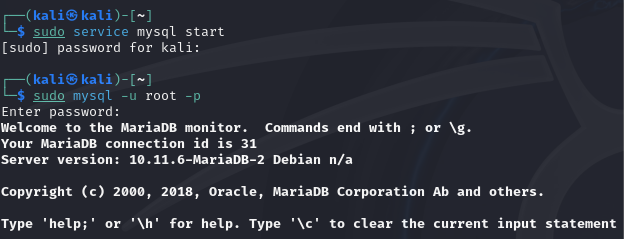 ┌──(kali㉿kali)-[~]
└─$ sudo service mysql start
[sudo] password for kali:
┌──(kali㉿kali)-[~]
└─$ sudo mysql -u root -p
Enter password:
Welcome to the MariaDB monitor.  Commands end with ; or \g.
Your MariaDB connection id is 31
Server version: 10.11.6-MariaDB-2 Debian n/a
Copyright (c) 2000, 2018, Oracle, MariaDB Corporation Ab and others.
Type 'help;' or '\h' for help. Type '\c' to clear the current input statement